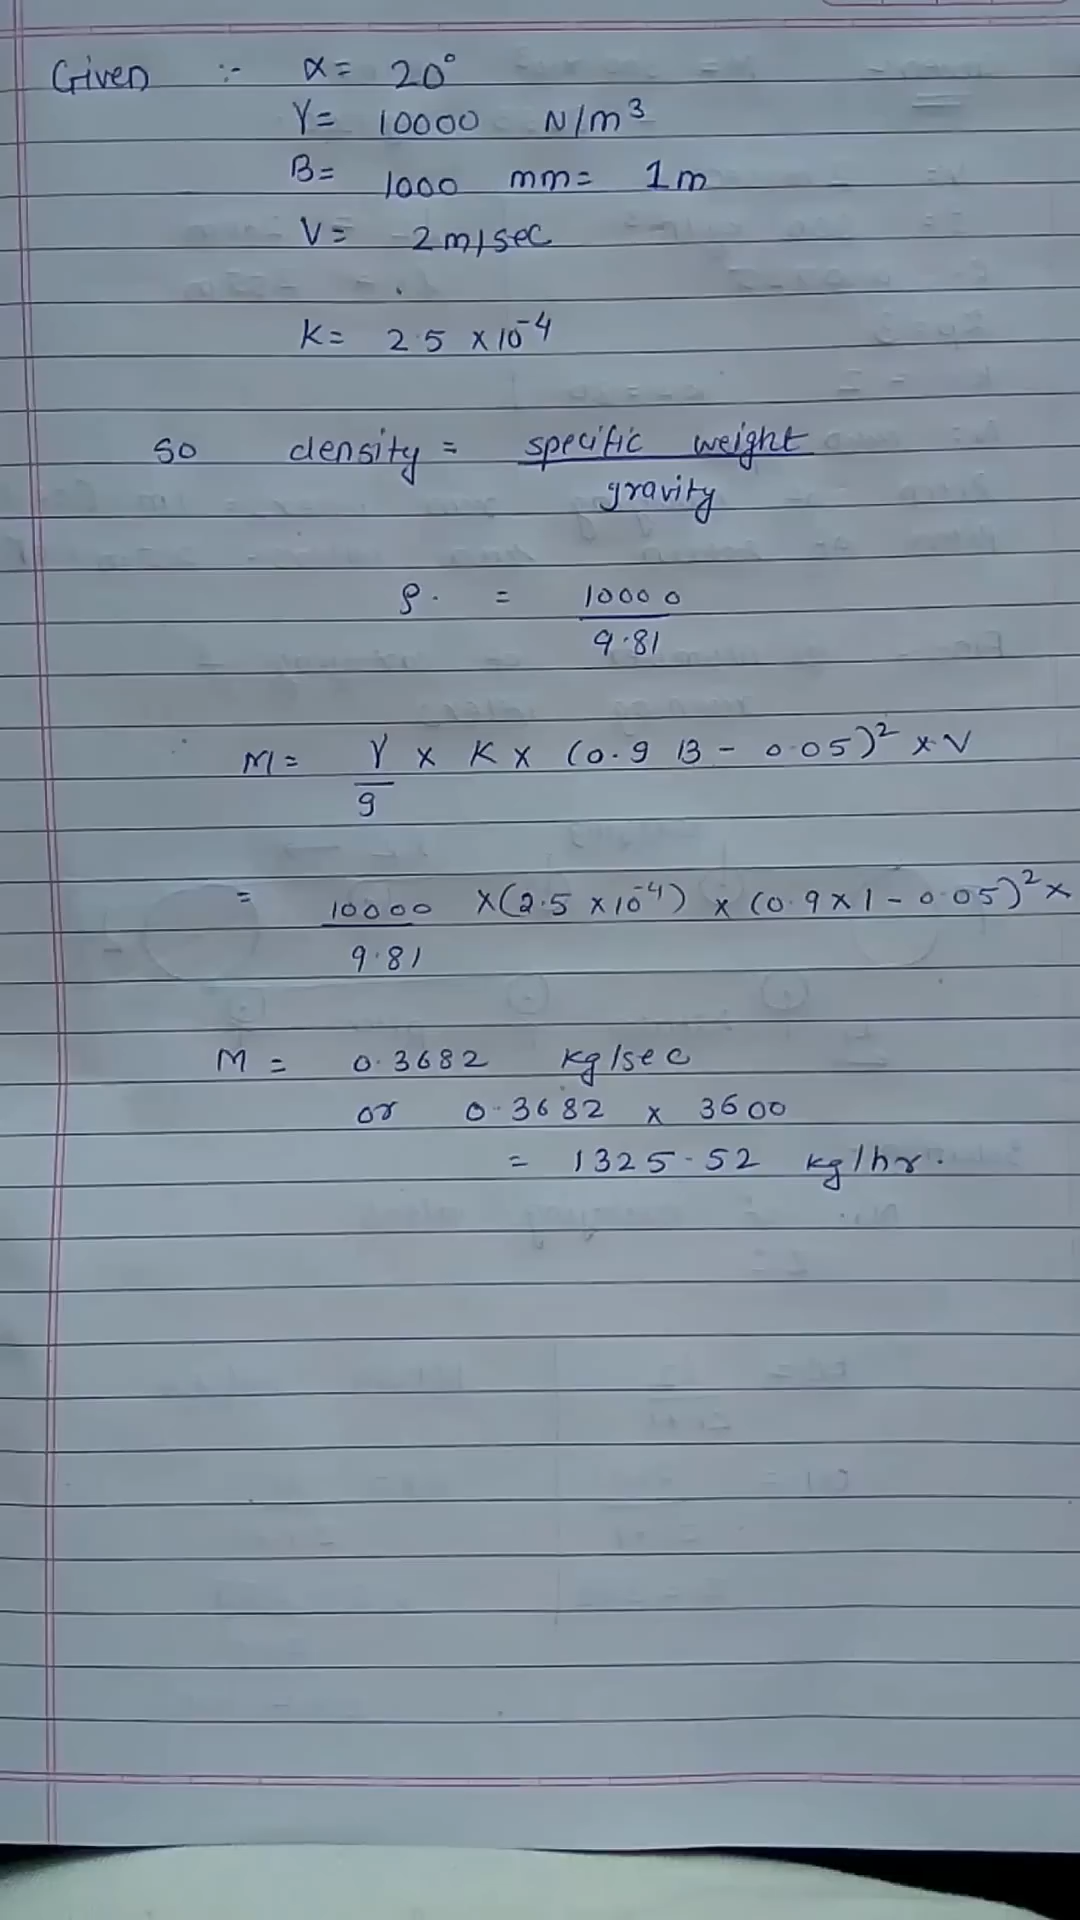 Given :- α = 20°
γ = 10000 N/m³
B = 1000 mm = 1m
V = 2m/sec
K = 2.5 x 10⁻⁴
so density = specific weight
gravity
ρ. = 10000
9.81
M = γ x K x (0.9 B - 0.05)² x V
g
= 10000 x (2.5 x 10⁻⁴) x (0.9 x 1 - 0.05)² x
9.81
M = 0.3682 kg/sec
or 0.3682 x 3600
= 1325.52 kg/hr.